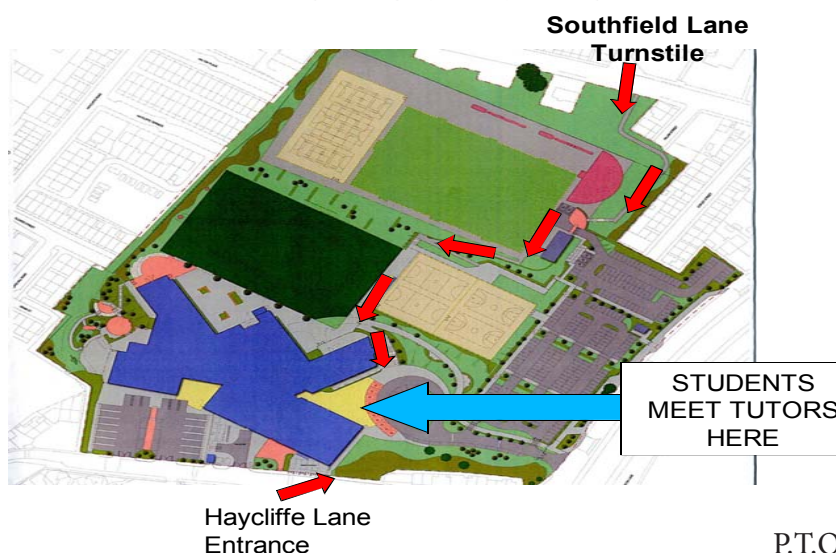 Southfield Lane
Turnstile
STUDENTS
MEET TUTORS
HERE
Haycliffe Lane
Entrance
P.T.O